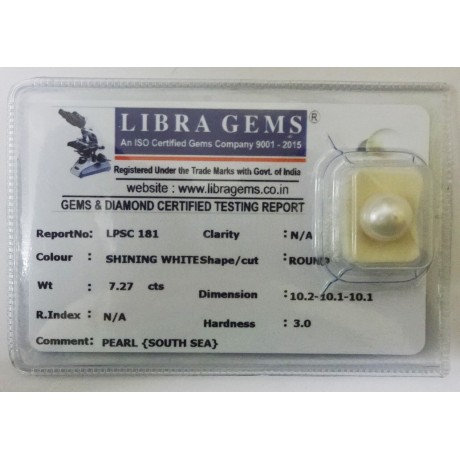 LIBRA GEMS ®
An ISO Certified Gems Company 9001 - 2015
Registered Under the Trade Marks with Govt. of India
website : www.libragems.co.in
GEMS & DIAMOND CERTIFIED TESTING REPORT
ReportNo: LPSC 181 Clarity : N/A
Colour : SHINING WHITE Shape/cut : ROUND
Wt : 7.27 cts Dimension : 10.2-10.1-10.1
R.Index : N/A Hardness : 3.0
Comment: PEARL {SOUTH SEA}